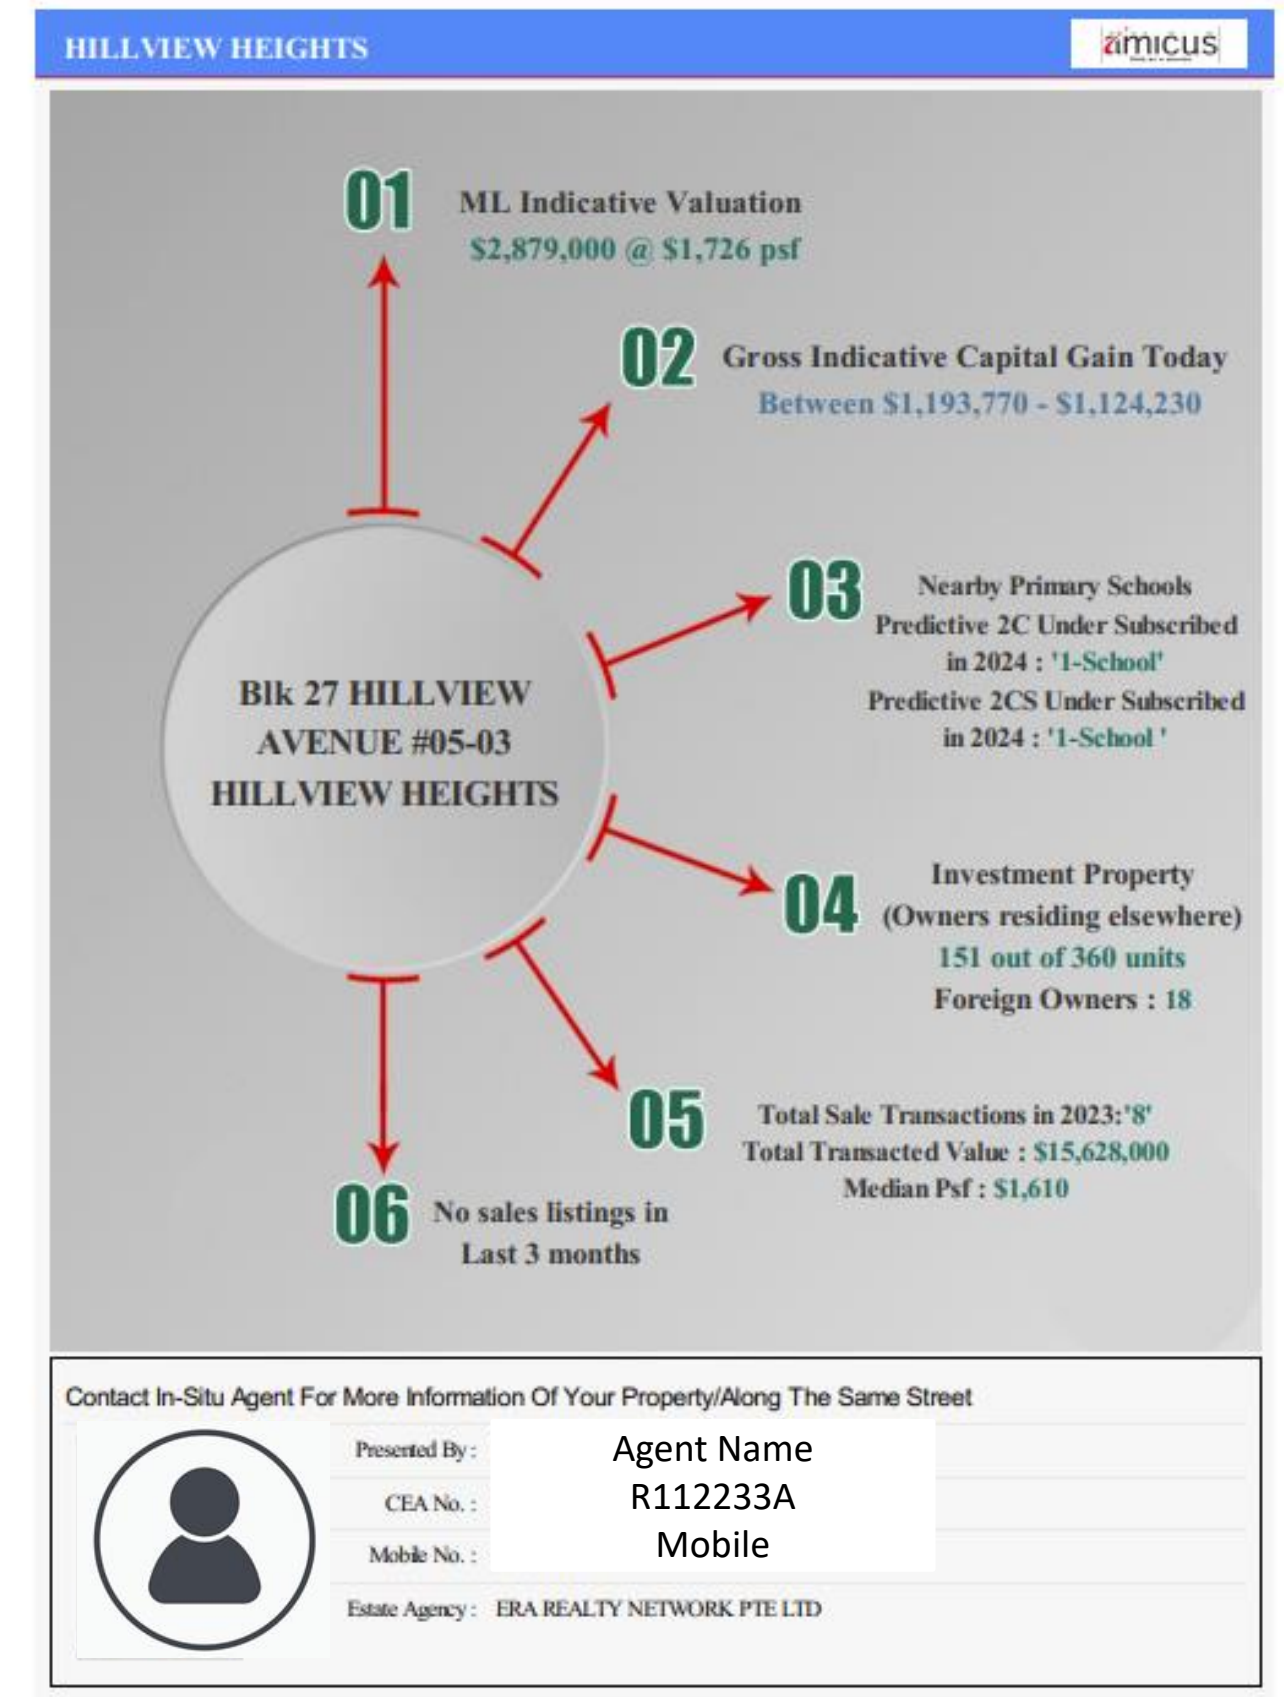 HILLVIEW HEIGHTS
amicus
01
ML Indicative Valuation
$2,879,000 @ $1,726 psf
02
Gross Indicative Capital Gain Today
Between $1,193,770 - $1,124,230
03
Nearby Primary Schools
Predictive 2C Under Subscribed
in 2024 : '1-School'
Predictive 2CS Under Subscribed
in 2024 : '1-School '
Blk 27 HILLVIEW
AVENUE #05-03
HILLVIEW HEIGHTS
04
Investment Property
(Owners residing elsewhere)
151 out of 360 units
Foreign Owners : 18
05
Total Sale Transactions in 2023:'8'
Total Transacted Value : $15,628,000
Median Psf : $1,610
06
No sales listings in
Last 3 months
Contact In-Situ Agent For More Information Of Your Property/Along The Same Street
Presented By : Agent Name
CEA No. : R112233A
Mobile No. : Mobile
Estate Agency : ERA REALTY NETWORK PTE LTD